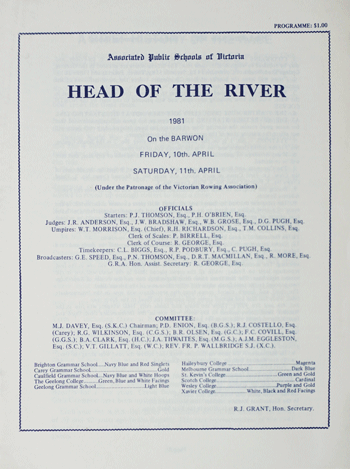 PROGRAMME: $1.00
Associated Public Schools of Victoria
HEAD OF THE RIVER
1981
On the BARWON
FRIDAY, 10th. APRIL
SATURDAY, 11th. APRIL
(Under the Patronage of the Victorian Rowing Association)
OFFICIALS
Starters: P.J. THOMSON, Esq., P.H. O'BRIEN, Esq.
Judges: J.R. ANDERSON, Esq., J.W. BRADSHAW, Esq., W.B. GROSE, Esq., D.G. PUGH, Esq.
Umpires: W.T. MORRISON, Esq. (Chief), R.H. RICHARDSON, Esq., T.M. COLLINS, Esq.
Clerk of Scales: P. BIRRELL, Esq.
Clerk of Course: R. GEORGE, Esq.
Timekeepers: C.L. BIGGS, Esq., R.P. PODBURY, Esq., C. PUGH, Esq.
Broadcasters: G.E. SPEED, Esq., P.N. THOMSON, Esq., D.R.T. MACMILLAN, Esq., R. MORE, Esq.
G.R.A. Hon. Assist. Secretary: R. GEORGE, Esq.
COMMITTEE:
M.J. DAVEY, Esq. (S.K.C.) Chairman; P.D. ENION, Esq. (B.G.S.); R.J. COSTELLO, Esq.
(Carey); R.G. WILKINSON, Esq. (C.G.S.); B.R. OLSEN, Esq. (G.C.); F.C. COVILL, Esq.
(G.G.S.); B.A. CLARK, Esq. (H.C.); J.A. THWAITES, Esq. (M.G.S.), A.J.M. EGGLESTON,
Esq. (S.C.); V.T. GILLATT, Esq. (W.C.); REV. FR. P. WALLBRIDGE S.J. (X.C.).
Brighton Grammar School.....Navy Blue and Red Singlets
Carey Grammar School.....Gold
Caulfield Grammar School...Navy Blue and White Hoops
The Geelong College.....Green, Blue and White Facings
Geelong Grammar School.....Light Blue
Haileybury College.....Magenta
Melbourne Grammar School.....Dark Blue
St. Kevin's College.....Green and Gold
Scotch College.....Cardinal
Wesley College.....Purple and Gold
Xavier College.....White, Black and Red Facings
R.J. GRANT, Hon. Secretary.